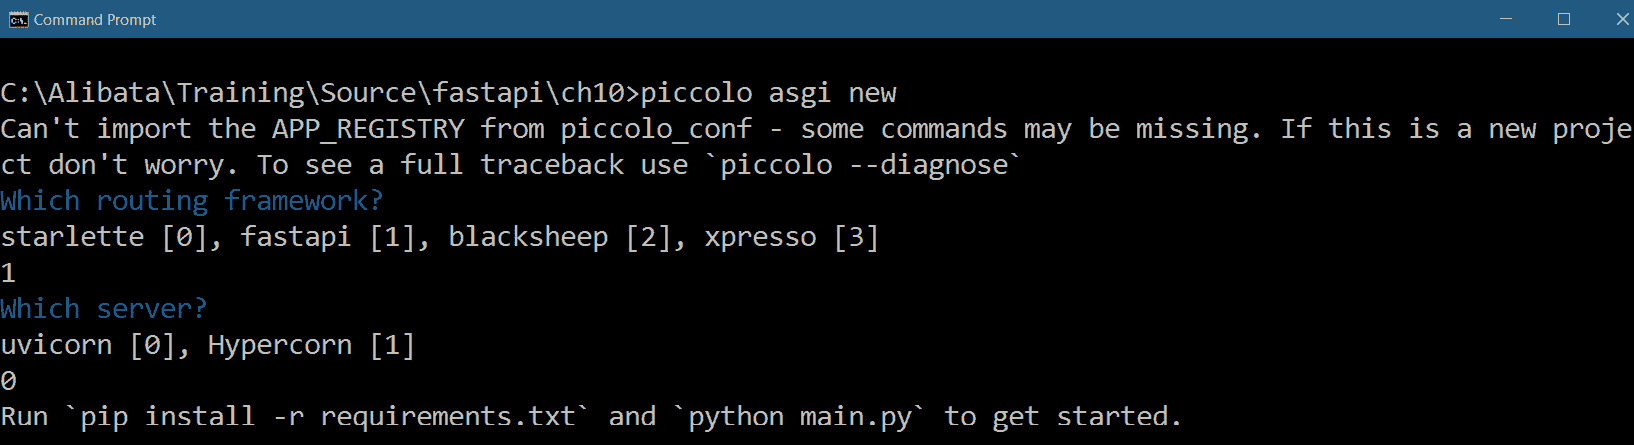 Command Prompt
C:\Alibata\Training\Source\fastapi\ch10>piccolo asgi new
Can't import the APP_REGISTRY from piccolo_conf - some commands may be missing. If this is a new proje
ct don't worry. To see a full traceback use `piccolo --diagnose`
Which routing framework?
starlette [0], fastapi [1], blacksheep [2], xpresso [3]
1
Which server?
uvicorn [0], Hypercorn [1]
0
Run `pip install -r requirements.txt` and `python main.py` to get started.